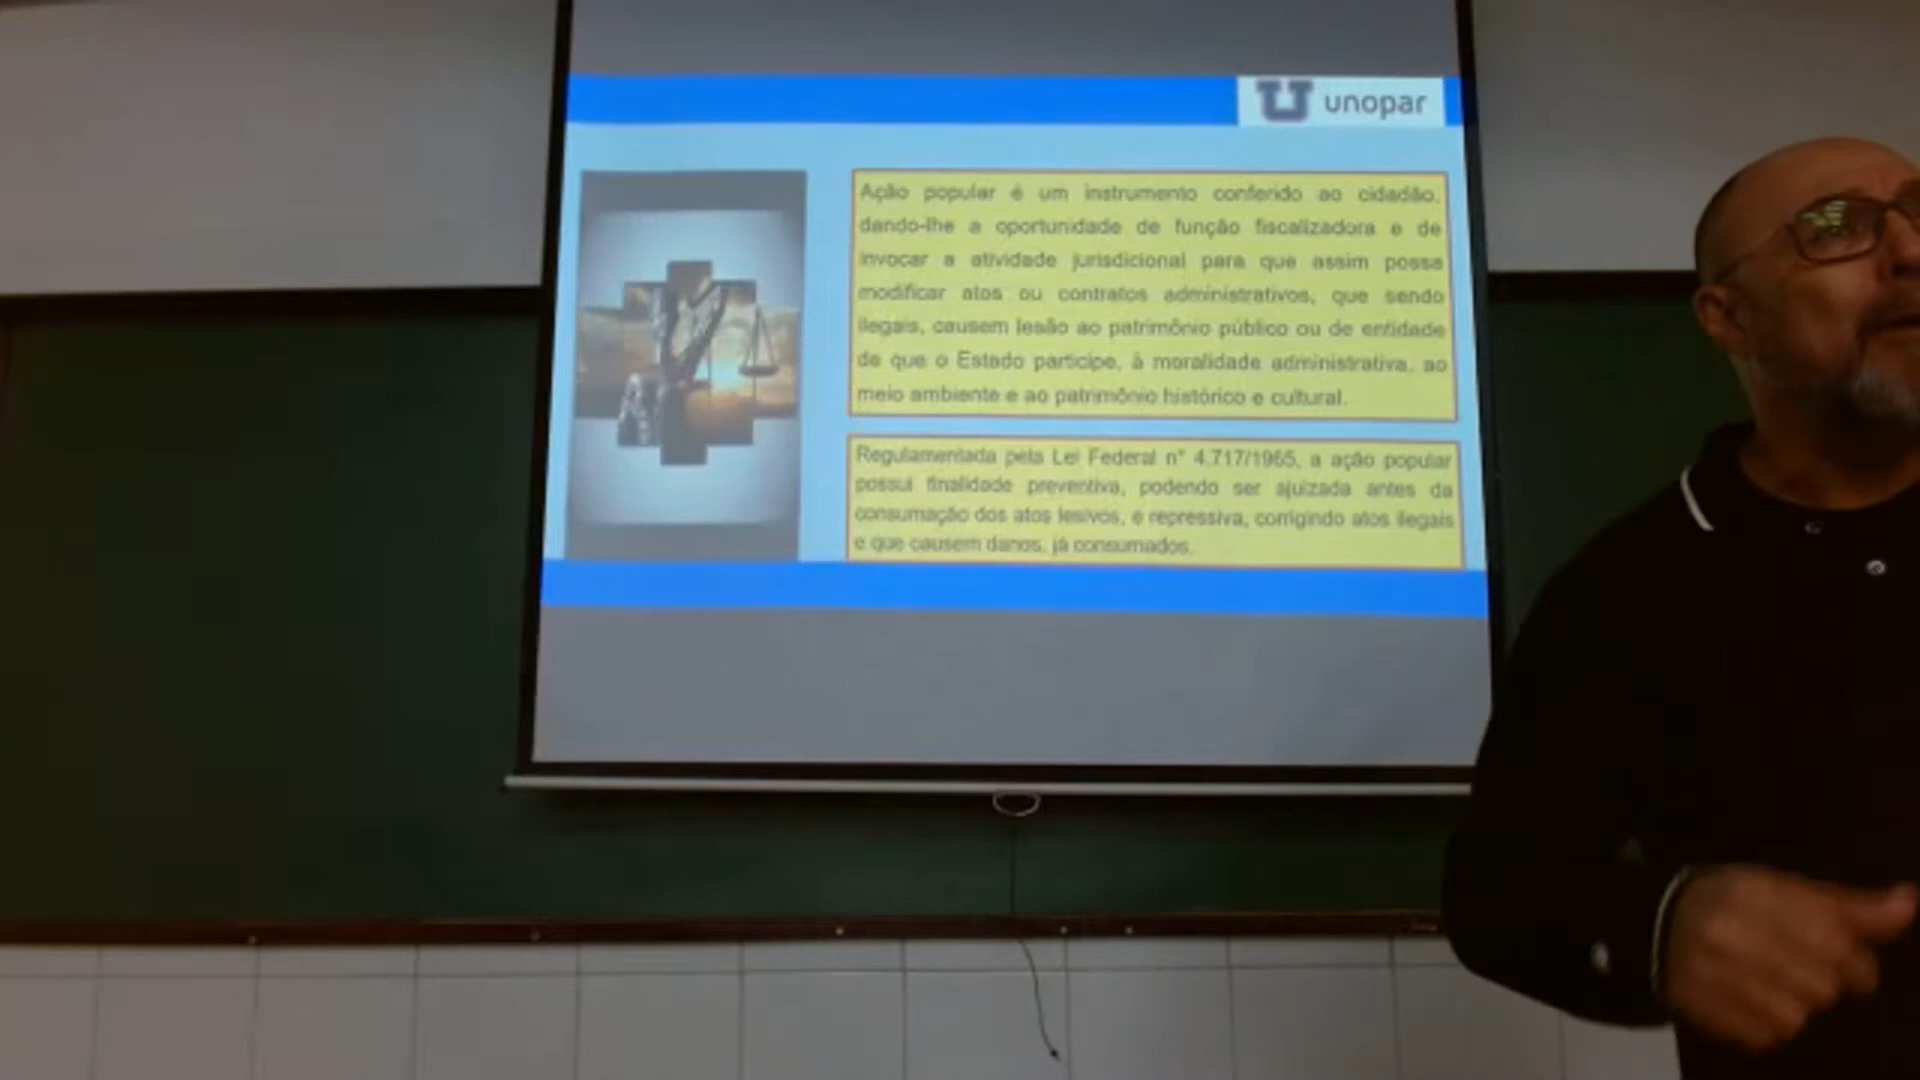 unopar
Ação popular é um instrumento conferido ao cidadão,
dando-lhe a oportunidade de função fiscalizadora e de
invocar a atividade jurisdicional para que assim possa
modificar atos ou contratos administrativos, que sendo
ilegais, causem lesão ao patrimônio público ou de entidade
de que o Estado participe, à moralidade administrativa, ao
meio ambiente e ao patrimônio histórico e cultural.
Regulamentada pela Lei Federal n° 4.717/1965, a ação popular
possui finalidade preventiva, podendo ser ajuizada antes da
consumação dos atos lesivos, e repressiva, corrigindo atos ilegais
e que causem danos, já consumados.